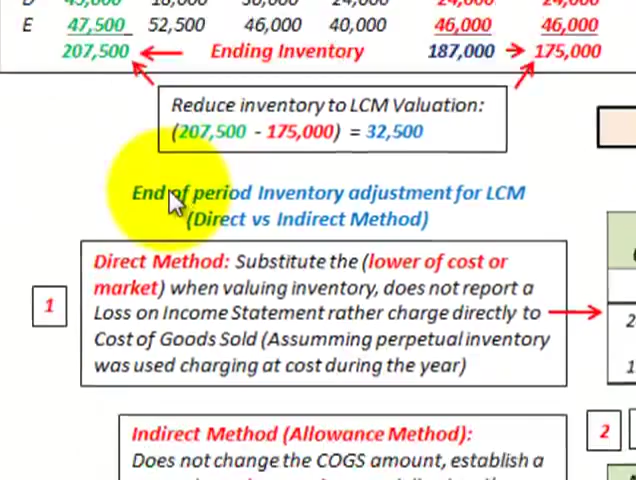 E 47,500 52,500 46,000 40,000 46,000 46,000
207,500 Ending Inventory 187,000 175,000
Reduce inventory to LCM Valuation:
(207,500 - 175,000) = 32,500
End of period Inventory adjustment for LCM
(Direct vs Indirect Method)
Direct Method: Substitute the (lower of cost or
market) when valuing inventory, does not report a
1 Loss on Income Statement rather charge directly to
Cost of Goods Sold (Assumming perpetual inventory
was used charging at cost during the year)
Indirect Method (Allowance Method): 2
Does not change the COGS amount, establish a